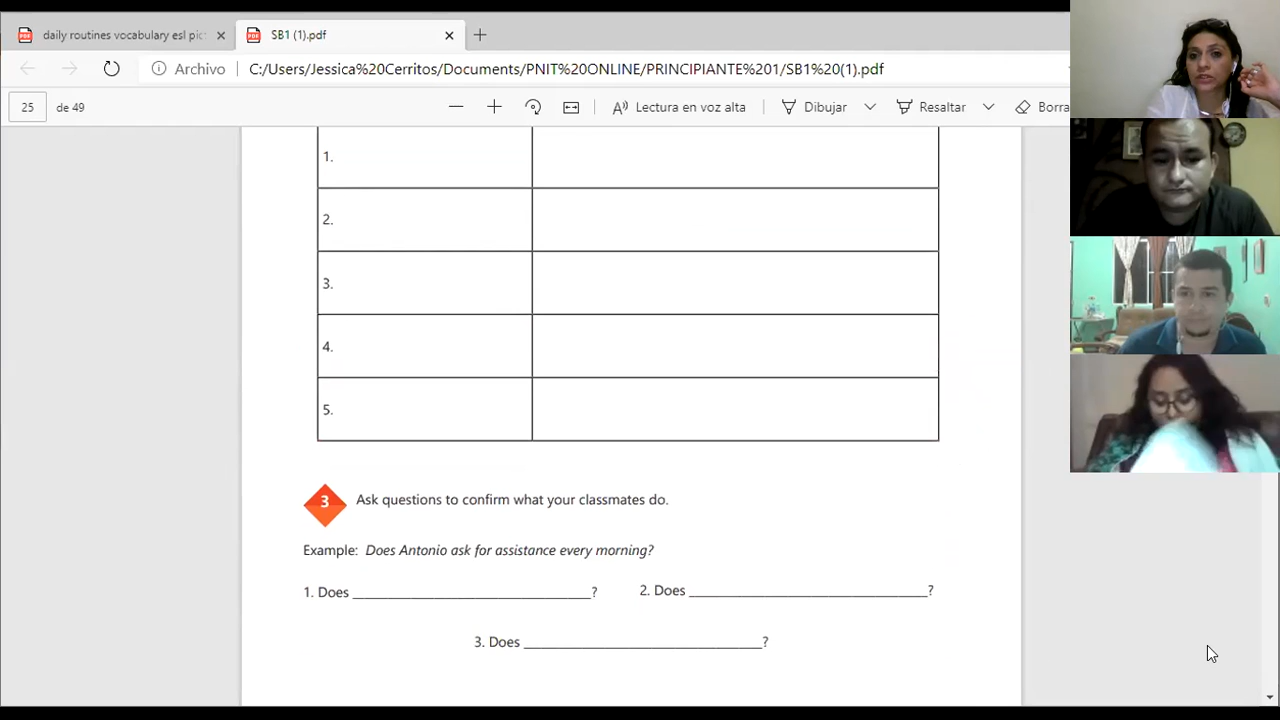 daily routines vocabulary esl pic
SB1 (1).pdf
Archivo
C:/Users/Jessica%20Cerritos/Documents/PNIT%20ONLINE/PRINCIPIANTE%201/SB1%20(1).pdf
25 de 49
Lectura en voz alta
Dibujar
Resaltar
Borra
1.
2.
3.
4.
5.
3 Ask questions to confirm what your classmates do.
Example: Does Antonio ask for assistance every morning?
1. Does ______________________________? 2. Does ______________________________?
3. Does ______________________________?